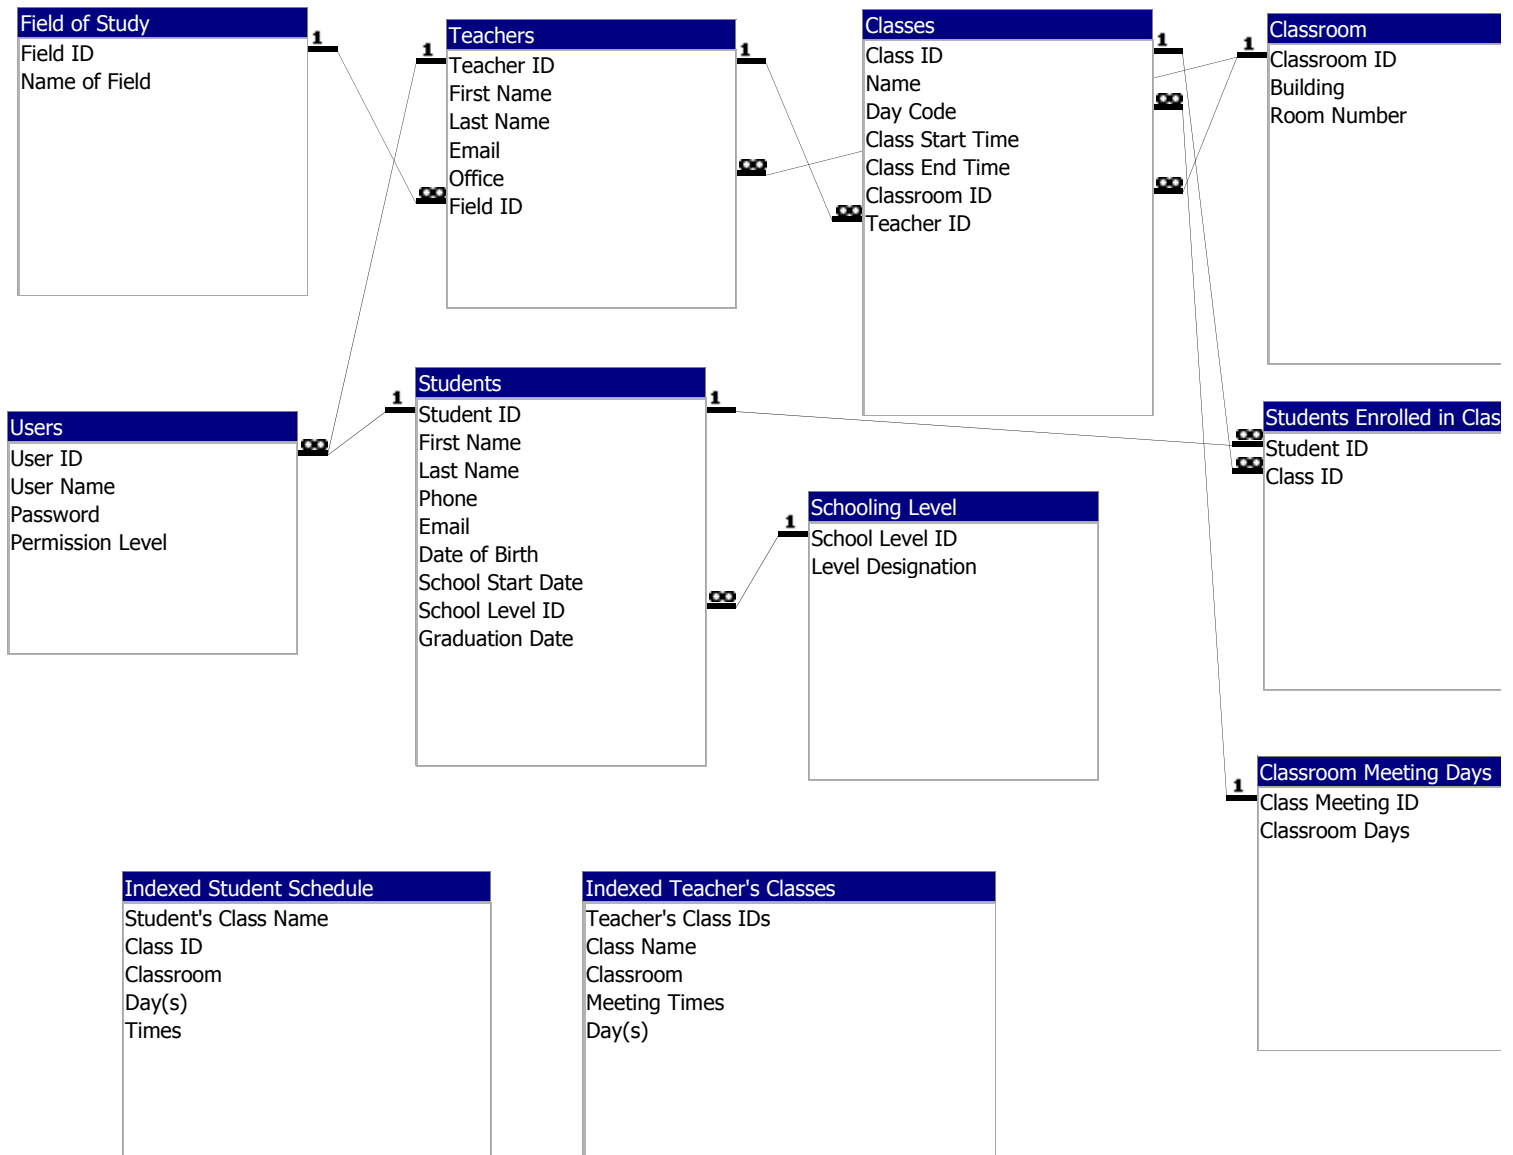 Field of Study
Field ID
Name of Field
1
∞
Teachers
Teacher ID
First Name
Last Name
Email
Office
Field ID
1
1
∞
∞
Classes
Class ID
Name
Day Code
Class Start Time
Class End Time
Classroom ID
Teacher ID
1
∞
∞
1
Classroom
Classroom ID
Building
Room Number
Users
User ID
User Name
Password
Permission Level
∞
1
Students
Student ID
First Name
Last Name
Phone
Email
Date of Birth
School Start Date
School Level ID
Graduation Date
1
∞
1
Schooling Level
School Level ID
Level Designation
∞
∞
Students Enrolled in Clas
Student ID
Class ID
1
Classroom Meeting Days
Class Meeting ID
Classroom Days
Indexed Student Schedule
Student's Class Name
Class ID
Classroom
Day(s)
Times
Indexed Teacher's Classes
Teacher's Class IDs
Class Name
Classroom
Meeting Times
Day(s)